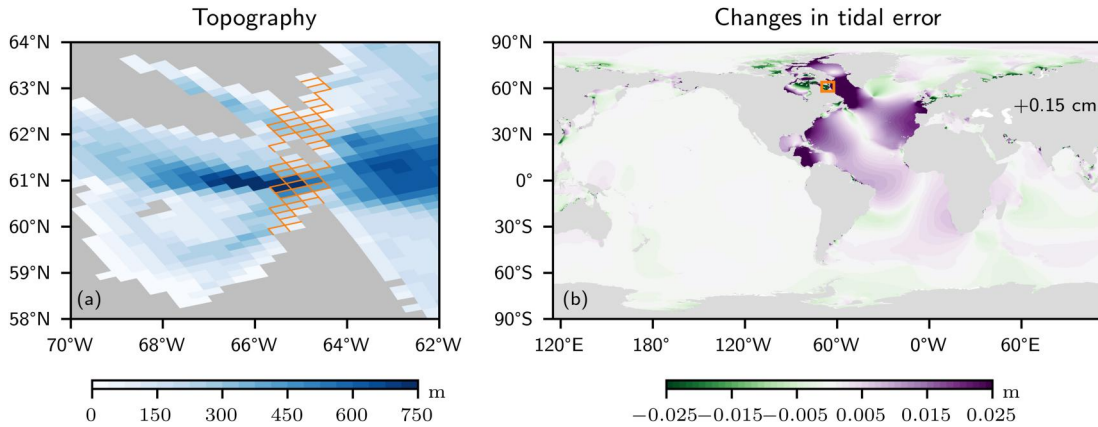 Topography
64°N
63°N
62°N
61°N
60°N
59°N
58°N
(a)
70°W 68°W 66°W 64°W 62°W
m
0 150 300 450 600 750
Changes in tidal error
90°N
60°N
30°N
0°
30°S
60°S
90°S
+0.15 cm
(b)
120°E 180° 120°W 60°W 0°W 60°E
m
−0.025 −0.015 −0.005 0.005 0.015 0.025